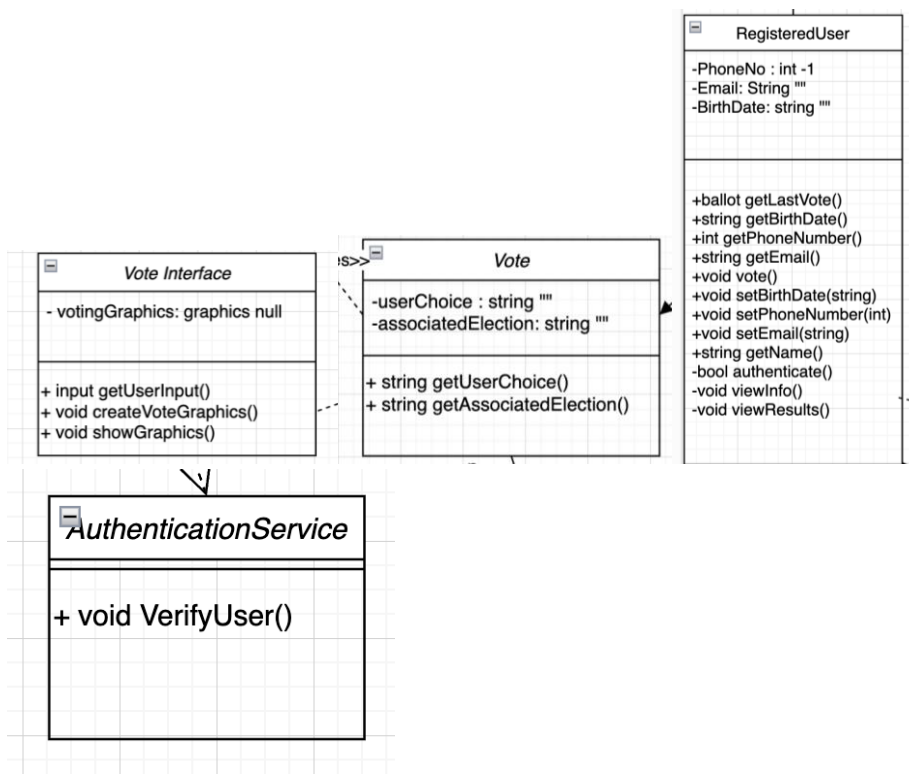 Vote Interface
- votingGraphics: graphics null
+ input getUserInput()
+ void createVoteGraphics()
+ void showGraphics()
s>>
Vote
-userChoice : string ""
-associatedElection: string ""
+ string getUserChoice()
+ string getAssociatedElection()
RegisteredUser
-PhoneNo : int -1
-Email: String ""
-BirthDate: string ""
+ballot getLastVote()
+string getBirthDate()
+int getPhoneNumber()
+string getEmail()
+void vote()
+void setBirthDate(string)
+void setPhoneNumber(int)
+void setEmail(string)
+string getName()
-bool authenticate()
-void viewInfo()
-void viewResults()
AuthenticationService
+ void VerifyUser()